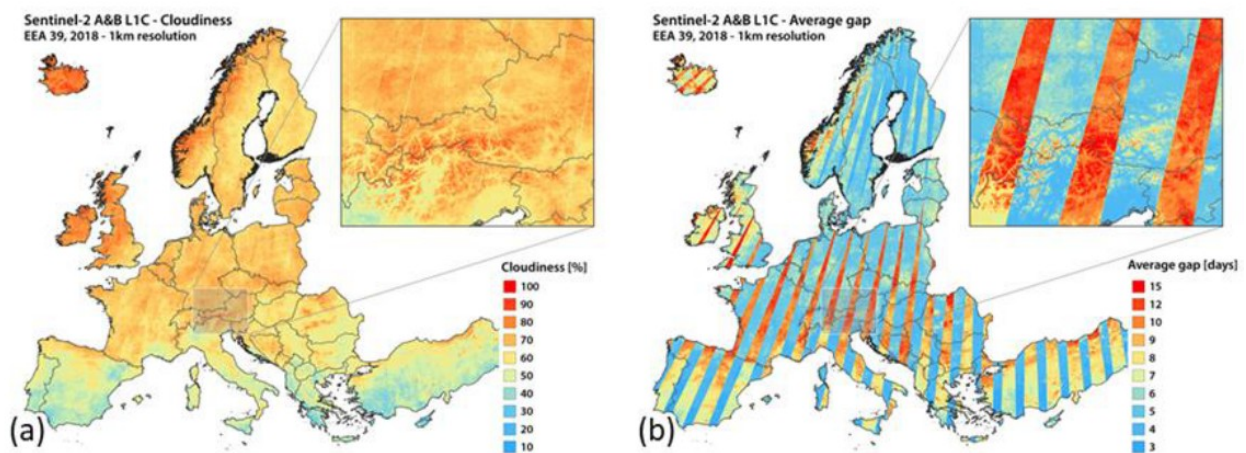 Sentinel-2 A&B L1C - Cloudiness
EEA 39, 2018 - 1km resolution
Cloudiness [%]
100
90
80
70
60
50
40
30
20
10
(a)
Sentinel-2 A&B L1C - Average gap
EEA 39, 2018 - 1km resolution
Average gap [days]
15
12
10
9
8
7
6
5
4
3
(b)